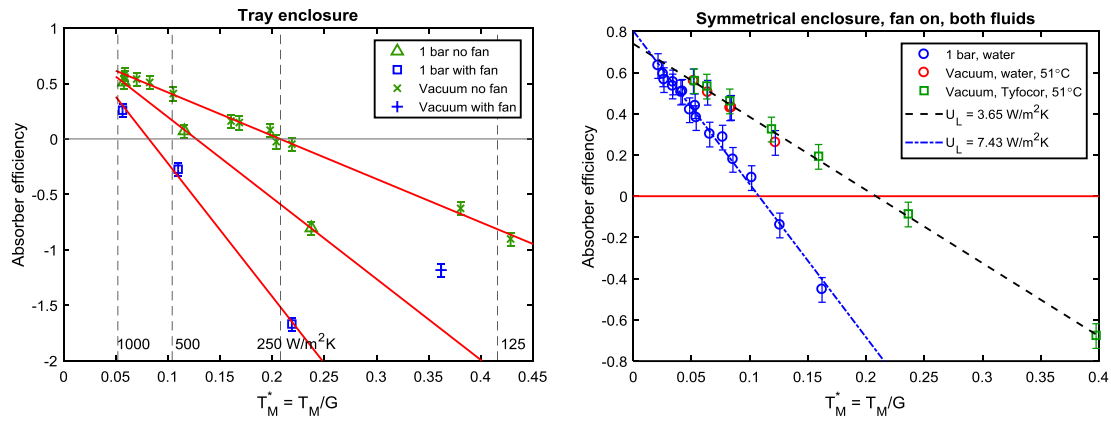 Tray enclosure
1
0.5
0
-0.5
-1
-1.5
-2
Absorber efficiency
1 bar no fan
1 bar with fan
Vacuum no fan
Vacuum with fan
1000
500
250 W/m²K
125
0
0.05
0.1
0.15
0.2
0.25
0.3
0.35
0.4
0.45
T*M = TM/G
Symmetrical enclosure, fan on, both fluids
0.8
0.6
0.4
0.2
0
-0.2
-0.4
-0.6
-0.8
Absorber efficiency
1 bar, water
Vacuum, water, 51°C
Vacuum, Tyfocor, 51°C
UL = 3.65 W/m²K
UL = 7.43 W/m²K
0
0.05
0.1
0.15
0.2
0.25
0.3
0.35
0.4
T*M = TM/G